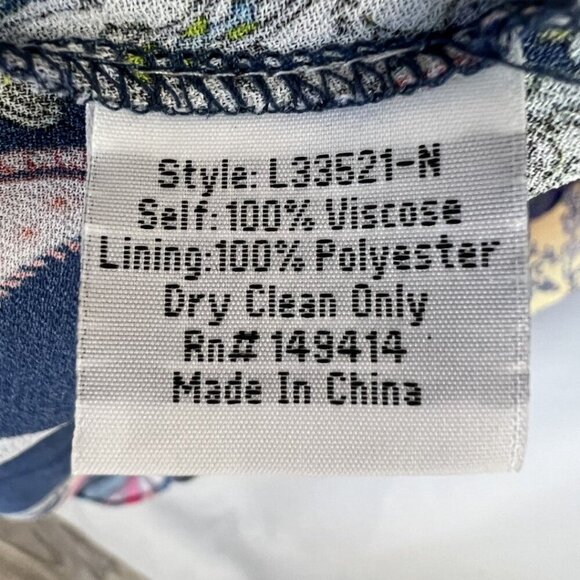 Style: L33521-N
Self: 100% Viscose
Lining:100% Polyester
Dry Clean Only
Rn# 149414
Made In China